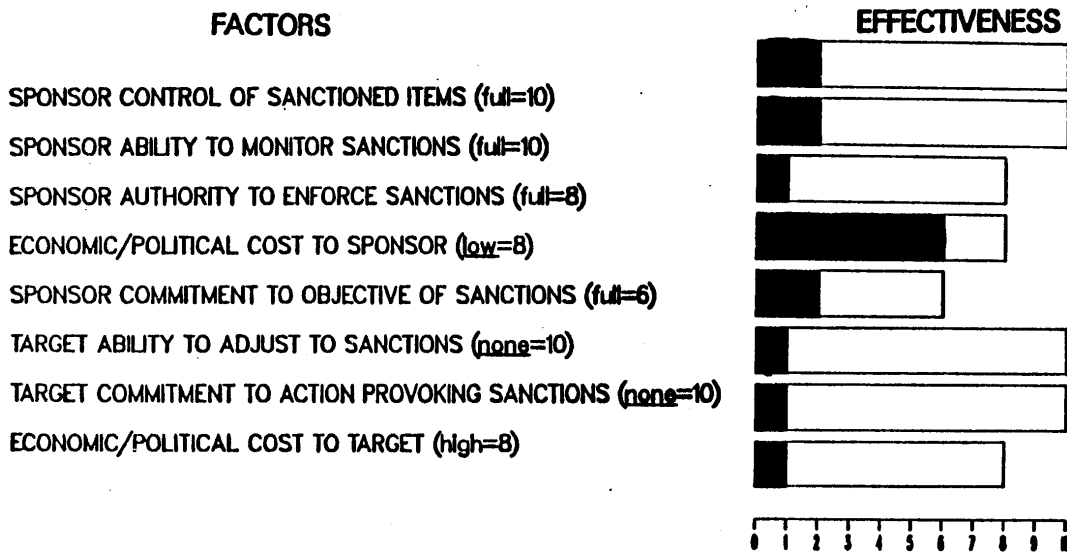 FACTORS
EFFECTIVENESS
SPONSOR CONTROL OF SANCTIONED ITEMS (full=10)
SPONSOR ABILITY TO MONITOR SANCTIONS (full=10)
SPONSOR AUTHORITY TO ENFORCE SANCTIONS (full=8)
ECONOMIC/POLITICAL COST TO SPONSOR (low=8)
SPONSOR COMMITMENT TO OBJECTIVE OF SANCTIONS (full=6)
TARGET ABILITY TO ADJUST TO SANCTIONS (none=10)
TARGET COMMITMENT TO ACTION PROVOKING SANCTIONS (none=10)
ECONOMIC/POLITICAL COST TO TARGET (high=8)
0 1 2 3 4 5 6 7 8 9 10